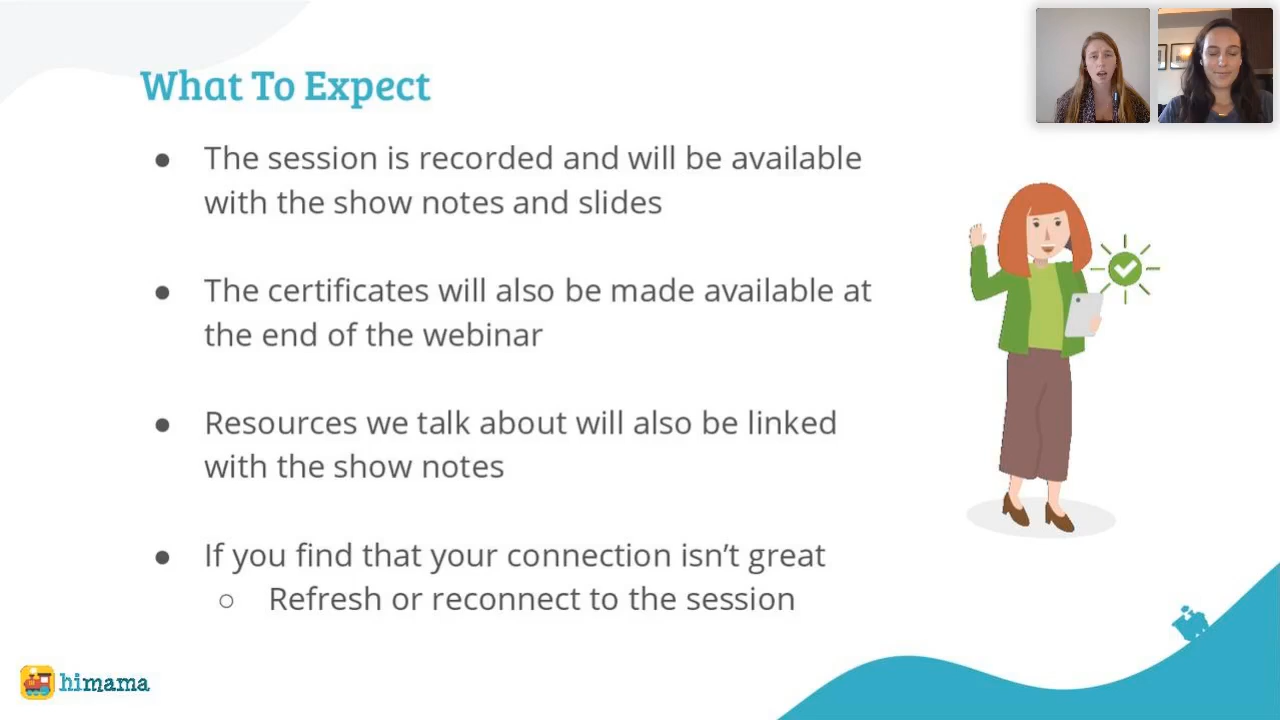 What To Expect
● The session is recorded and will be available
with the show notes and slides
● The certificates will also be made available at
the end of the webinar
● Resources we talk about will also be linked
with the show notes
● If you find that your connection isn’t great
○ Refresh or reconnect to the session
himama